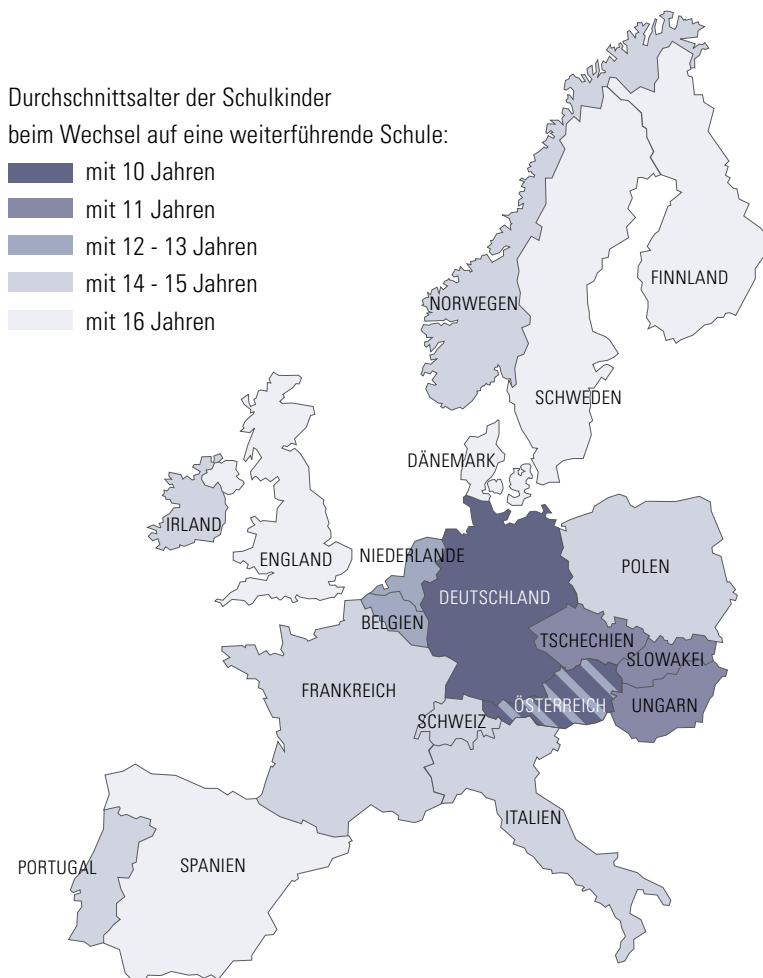 Durchschnittsalter der Schulkinder
beim Wechsel auf eine weiterführende Schule:
mit 10 Jahren
mit 11 Jahren
mit 12 - 13 Jahren
mit 14 - 15 Jahren
mit 16 Jahren
FINNLAND
NORWEGEN
SCHWEDEN
DÄNEMARK
IRLAND
ENGLAND
NIEDERLANDE
POLEN
DEUTSCHLAND
BELGIEN
TSCHECHIEN
SLOWAKEI
FRANKREICH
ÖSTERREICH
UNGARN
SCHWEIZ
ITALIEN
PORTUGAL
SPANIEN